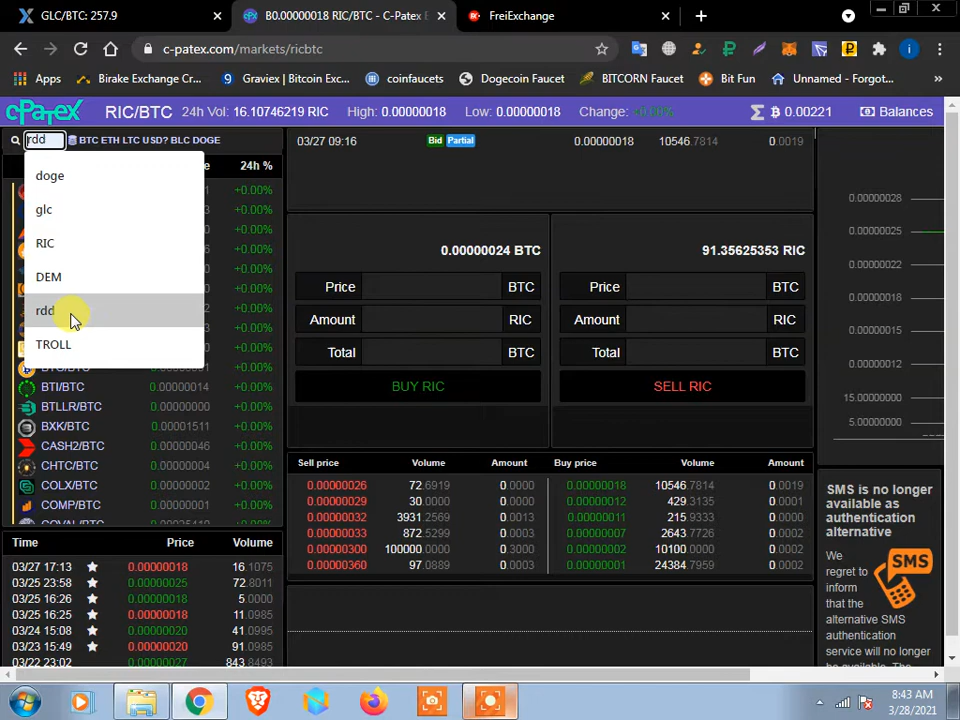 GLC/BTC: 257.9
B0.00000018 RIC/BTC - C-Patex E
FreiExchange
c-patex.com/markets/ricbtc
Apps
Birake Exchange Cr...
Graviex | Bitcoin Exc...
coinfaucets
Dogecoin Faucet
BITCORN Faucet
Bit Fun
Unnamed - Forgot...
cPatex
RIC/BTC
24h Vol: 16.10746219 RIC
High: 0.00000018
Low: 0.00000018
Change: +0.00%
Σ ฿ 0.00221
Balances
rdd
BTC ETH LTC USD? BLC DOGE
24h %
doge
glc
RIC
DEM
rdd
TROLL
+0.00%
+0.00%
+0.00%
+0.00%
+0.00%
+0.00%
+0.00%
+0.00%
+0.00%
+0.00%
BTI/BTC 0.00000014 +0.00%
BTLLR/BTC 0.00000000 +0.00%
BXK/BTC 0.00001511 +0.00%
CASH2/BTC 0.00000046 +0.00%
CHTC/BTC 0.00000004 +0.00%
COLX/BTC 0.00000005 +0.00%
COMP/BTC 0.00000001 +0.00%
Time Price Volume
03/27 17:13 0.00000018 16.1075
03/25 23:58 0.00000025 72.8011
03/25 16:26 0.00000018 5.0000
03/25 16:25 0.00000018 11.0985
03/24 15:08 0.00000020 41.0995
03/23 15:49 0.00000020 91.0985
03/22 23:02 0.00000027 843.8493
03/27 09:16 Bid Partial 0.00000018 10546.7814 0.0019
0.00000024 BTC
Price BTC
Amount RIC
Total BTC
BUY RIC
91.35625353 RIC
Price BTC
Amount RIC
Total BTC
SELL RIC
Sell price Volume Amount
0.00000026 72.6919 0.0000
0.00000029 30.0000 0.0000
0.00000032 3931.2569 0.0013
0.00000033 872.5299 0.0003
0.00000300 100000.0000 0.3000
0.00000360 97.0889 0.0003
Buy price Volume Amount
0.00000018 10546.7814 0.0019
0.00000012 429.3135 0.0001
0.00000011 215.9333 0.0000
0.00000007 2643.7726 0.0002
0.00000002 10100.0000 0.0002
0.00000001 24384.7959 0.0002
0.00000028
0.00000025
0.00000022
0.00000018
0.00000015
0.00000012
15.00000000
5.00000000
SMS is no longer
available as
authentication
alternative
We
regret to
inform
that the
alternative SMS
authentication
service will no longer
SMS
8:43 AM
3/28/2021